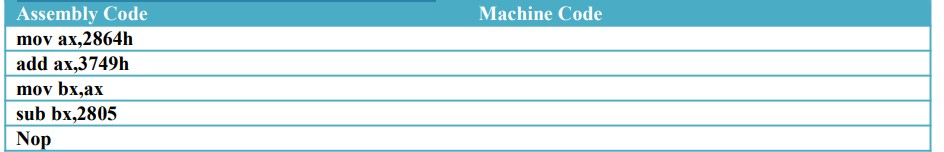 Assembly Code Machine Code
mov ax,2864h
add ax,3749h
mov bx,ax
sub bx,2805
Nop